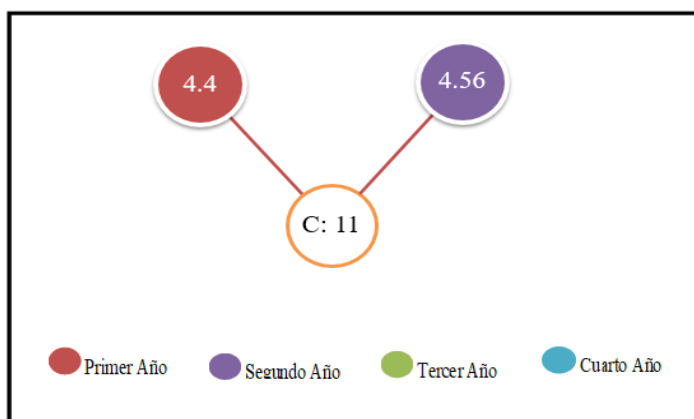 4.4
4.56
C: 11
Primer Año
Segundo Año
Tercer Año
Cuarto Año